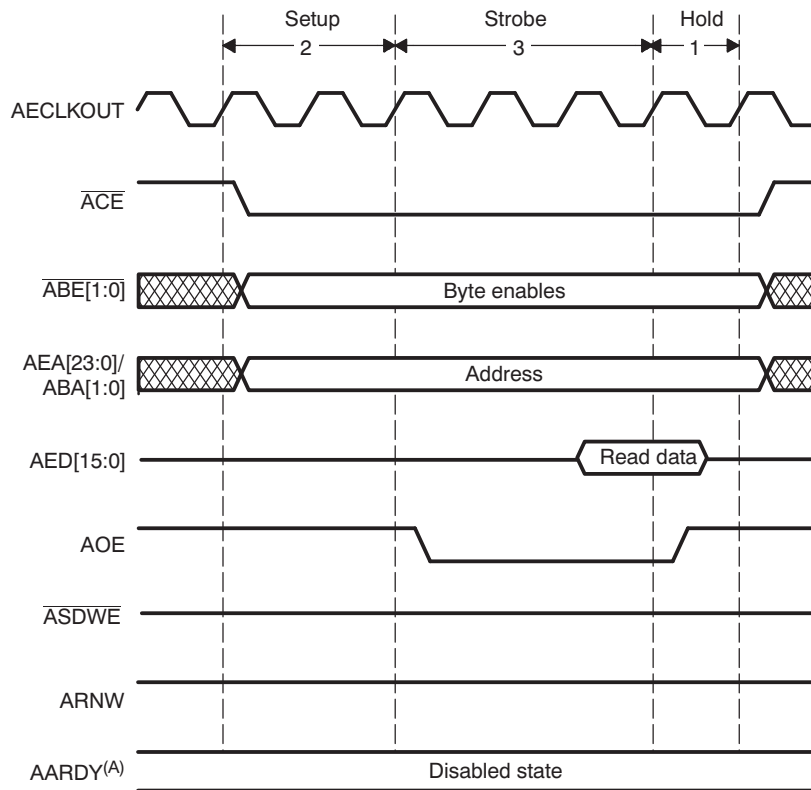 Setup Strobe Hold
2 3 1
AECLKOUT
ACE
ABE[1:0]
Byte enables
AEA[23:0]/
ABA[1:0]
Address
AED[15:0]
Read data
AOE
ASDWE
ARNW
AARDY(A)
Disabled state